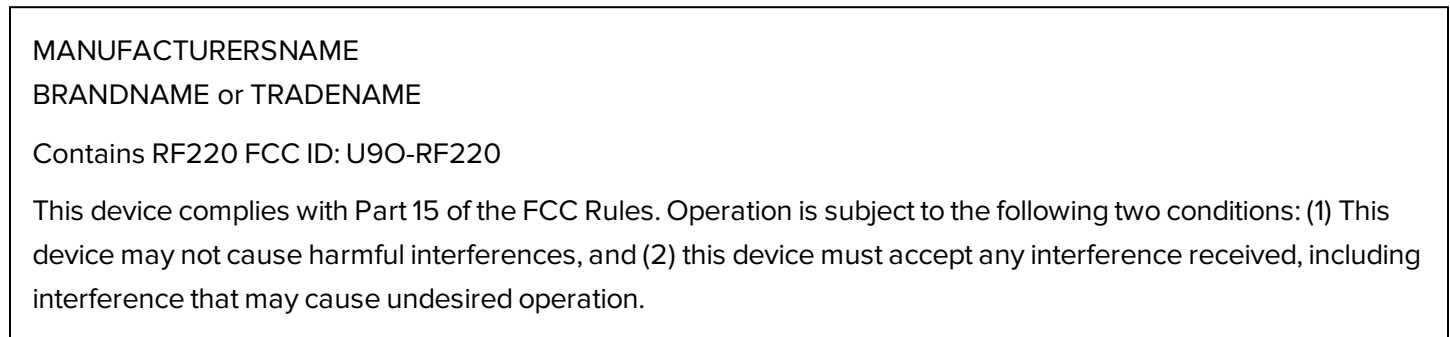 MANUFACTURERSNAME
BRANDNAME or TRADENAME
Contains RF220 FCC ID: U9O-RF220
This device complies with Part 15 of the FCC Rules. Operation is subject to the following two conditions: (1) This
device may not cause harmful interferences, and (2) this device must accept any interference received, including
interference that may cause undesired operation.